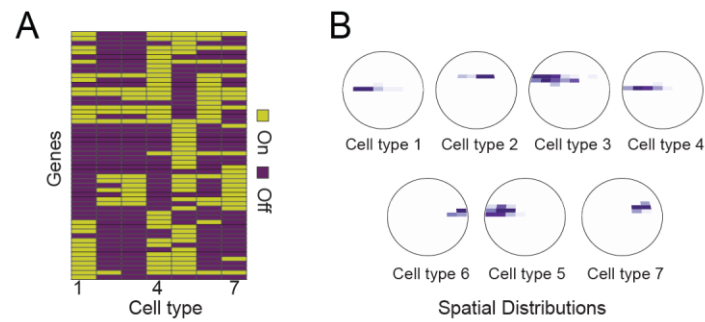 A
B
Genes
On
Off
1
4
7
Cell type
Cell type 1
Cell type 2
Cell type 3
Cell type 4
Cell type 6
Cell type 5
Cell type 7
Spatial Distributions